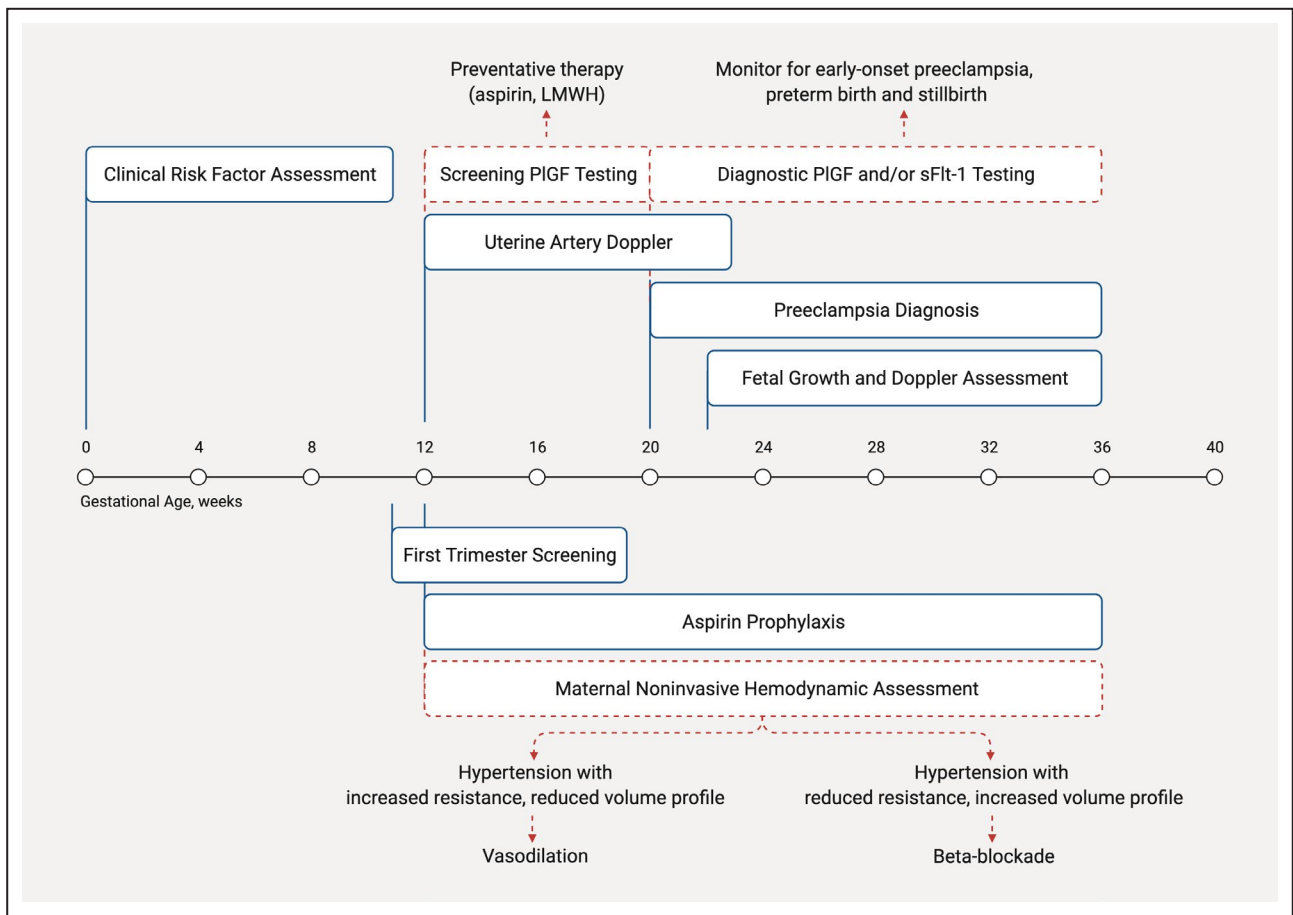 Preventative therapy
(aspirin, LMWH)
Monitor for early-onset preeclampsia,
preterm birth and stillbirth
Clinical Risk Factor Assessment
Screening PlGF Testing
Diagnostic PlGF and/or sFlt-1 Testing
Uterine Artery Doppler
Preeclampsia Diagnosis
Fetal Growth and Doppler Assessment
0 4 8 12 16 20 24 28 32 36 40
Gestational Age, weeks
First Trimester Screening
Aspirin Prophylaxis
Maternal Noninvasive Hemodynamic Assessment
Hypertension with
increased resistance, reduced volume profile
Hypertension with
reduced resistance, increased volume profile
Vasodilation
Beta-blockade